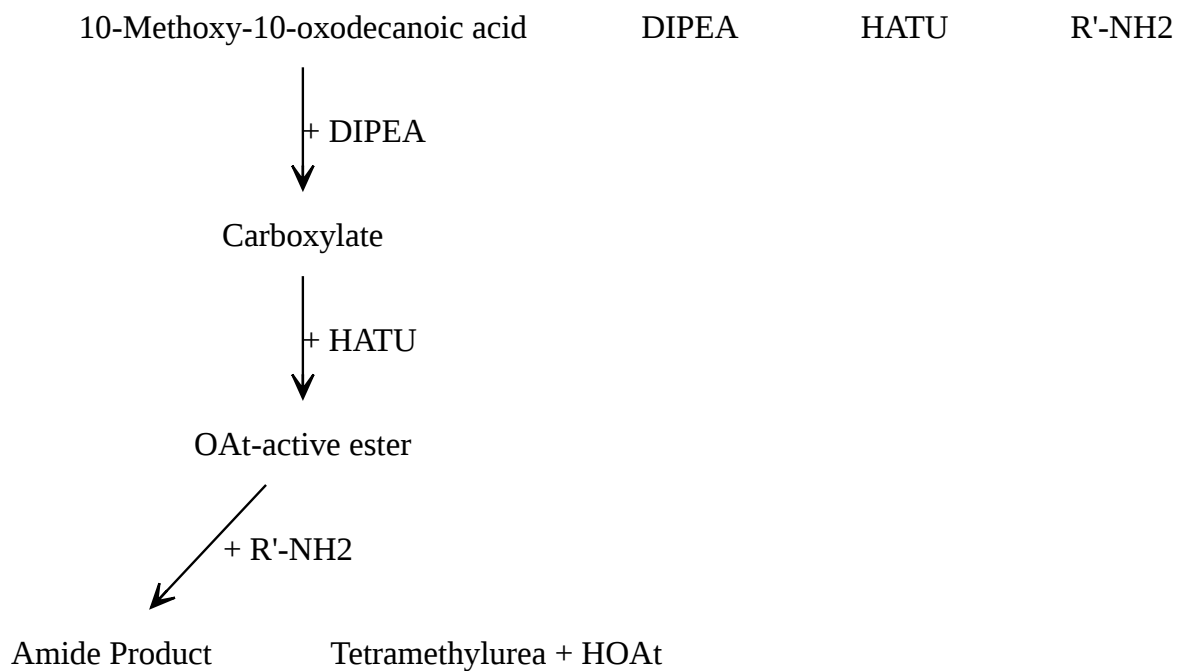 10-Methoxy-10-oxodecanoic acid DIPEA HATU R'-NH2
+ DIPEA
Carboxylate
+ HATU
OAt-active ester
+ R'-NH2
Amide Product Tetramethylurea + HOAt